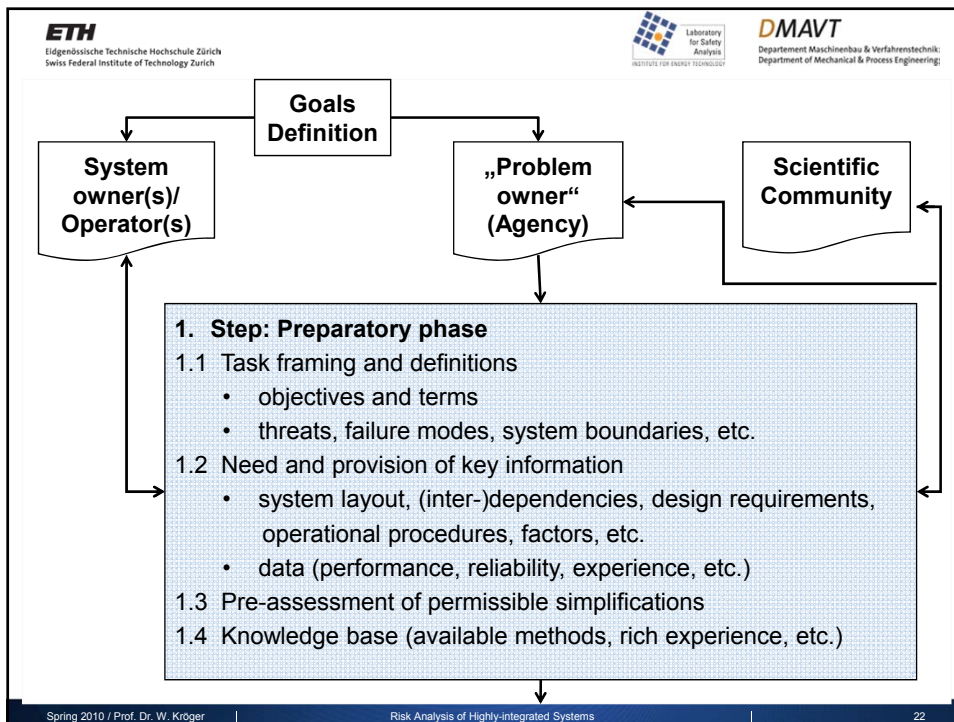 ETH
Eidgenössische Technische Hochschule Zürich
Swiss Federal Institute of Technology Zurich
Laboratory
for Safety
Analysis
INSTITUTE FOR ENERGY TECHNOLOGY
DMAVT
Departement Maschinenbau & Verfahrenstechnik
Department of Mechanical & Process Engineering
Goals
Definition
System
owner(s)/
Operator(s)
„Problem
owner“
(Agency)
Scientific
Community
1. Step: Preparatory phase
1.1 Task framing and definitions
• objectives and terms
• threats, failure modes, system boundaries, etc.
1.2 Need and provision of key information
• system layout, (inter-)dependencies, design requirements,
operational procedures, factors, etc.
• data (performance, reliability, experience, etc.)
1.3 Pre-assessment of permissible simplifications
1.4 Knowledge base (available methods, rich experience, etc.)
Spring 2010 / Prof. Dr. W. Kröger | Risk Analysis of Highly-integrated Systems | 22